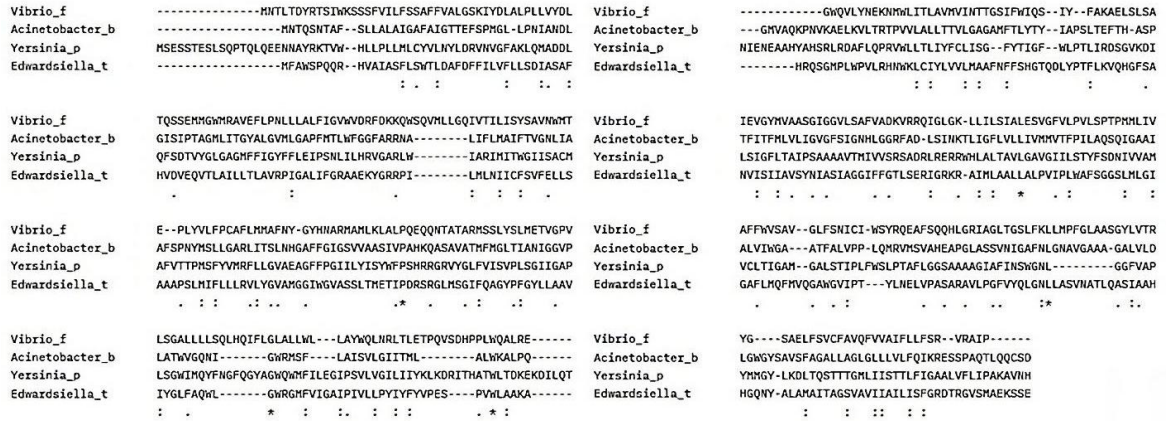 Vibrio_f -------------MNTLTDYRTSIWKSSSFVILFSSAFFVALGSKIYDLALPLLVYDL
Acinetobacter_b ---------------MNTQSNTAF--SLLALAIGAFAIGTTEFSPMGL-LPNIANDL
Yersinia_p MSESSTESLSQPTQLQEENNAYRKTVW--HLLPLLMLCYVLNYLDRVNVGFAKLQMADDL
Edwardsiella_t ---------------MFAWSPQQR--HVAIASFLSWTLDAFDFFILVFLLSDIASAF
: . : : :. :
Vibrio_f TQSSEMMGWMRAVEFLPNLLLALFIGVWVDRFDKKQWSQVMLLGQIVTILISYSAVNWMT
Acinetobacter_b GISIPTAGMLITGYALGVMLGAPFMTLWFGGFARRNA--------LIFLMAIFTVGNLIA
Yersinia_p QFSDTVYGLGAGMFFIGYFFLEIPSNLILHRVGARLW--------IARIMITWGIISACM
Edwardsiella_t HVDVEQVTLAILLTLAVRPIGALIFGRAAEKYGRRPI--------LMLNIICFSVFELLS
. : : : .
Vibrio_f E--PLYVLFPCAFLMMAFNY-GYHNARMAMLKLALPQEQQNTATARMSSLYSLMETVGPV
Acinetobacter_b AFSPNYMSLLGARLITSLNHGAFFGIGSVVAASIVPAHKQASAVATMFMGLTIANIGGVP
Yersinia_p AFVTTPMSFYVMRFLLGVAEAGFFPGIILYISYWFPSHRRGRVYGLFVISVPLSGIIGAP
Edwardsiella_t AAAPSLMIFLLLRVLYGVAMGGIWGVASSLTMETIPDRSRGLMSGIFQAGYPFGYLLAAV
. : : :.. . .* . : . :. .
Vibrio_f LSGALLLLSQLHQIFLGLALLWL---LAYWQLNRLTLETPQVSDHPPLWQALRE------
Acinetobacter_b LATWVGQNI-------GWRMSF----LAISVLGIITML------ALWKALPQ------
Yersinia_p LSGWIMQYFNGFQGYAGWQWMFILEGIPSVLVGILIIYKLKDRITHATWLTDKEKDILQT
Edwardsiella_t IYGLFAQWL-------GWRGMFVIGAIPIVLLPYIYFYVPES----PVWLAAKA------
: . * : :. : : : . * :
Vibrio_f ------------GWQVLYNEKNMWLITLAVMVINTTGSIFWIQS--IY--FAKAELSLSA
Acinetobacter_b ---GMVAQKPNVKAELKVLTRTPVVLALLTTVLGAGAMFTLYTY---IAPSLTEFTH-ASP
Yersinia_p NIENEAAHYAHSRLRDAFLQPRVWLLTLIYFCLISG--FYTIGF--WLPTLIRDSGVKDI
Edwardsiella_t --------HRQSGMPLWPVLRHNWKLCIYLVVLMAAFNFFSHGTQDLYPTFLKVQHGFSA
: : : : . .
Vibrio_f IEVGYMVAASGIGGVLSAFVADKVRRQIGLGK-LLILSIALESVGFVLPVLSPTPMMLIV
Acinetobacter_b TFITFMLVLIGVGFSIGNHLGGRFAD-LSINKTLIGFLVLLIVMMVTFPILAQSQIGAAI
Yersinia_p LSIGFLTAIPSAAAAVTMIVVSRSADRLRERRWHLALTAVLGAVGIILSTYFSDNIVVAM
Edwardsiella_t NVISIIAVSYNIASIAGGIFFGTLSERIGRKR-AIMLAALLALPVIPLWAFSGGSLMLGI
: : . . . : : * . : : :
Vibrio_f AFFWVSAV---GLFSNICI-WSYRQEAFSQQHLGRIAGLTGSLFKLLMPFGLAASGYLVTR
Acinetobacter_b ALVIWGA---ATFALVPP-LQMRVMSVAHEAPGLASSVNIGAFNLGNAVGAAA-GALVLD
Yersinia_p VCLTIGAM--GALSTIPLFWSLPTAFLGGSAAAAGIAFINSWGNL---------GGFVAP
Edwardsiella_t GAFLMQFMVQGAWGVIPT---YLNELVPASARAVLPGFVYQLGNLLASVNATLQASIAAH
. . . . . :* . :.
Vibrio_f YG---SAELFSVCFAVQFVVAIFLLFSR--VRAIP------
Acinetobacter_b LGWGYSAVSFAGALLAGLGLLLVLFQIKRESSPAQTLQQCSD
Yersinia_p YMMGY-LKDLTQSTTTGMLIISTTLFIGAALVFLIPAKAVNH
Edwardsiella_t HGQNY-ALAMAITAGSAVAVIIAILISFGRDTRGVSMAEKSSE
: : :: : :